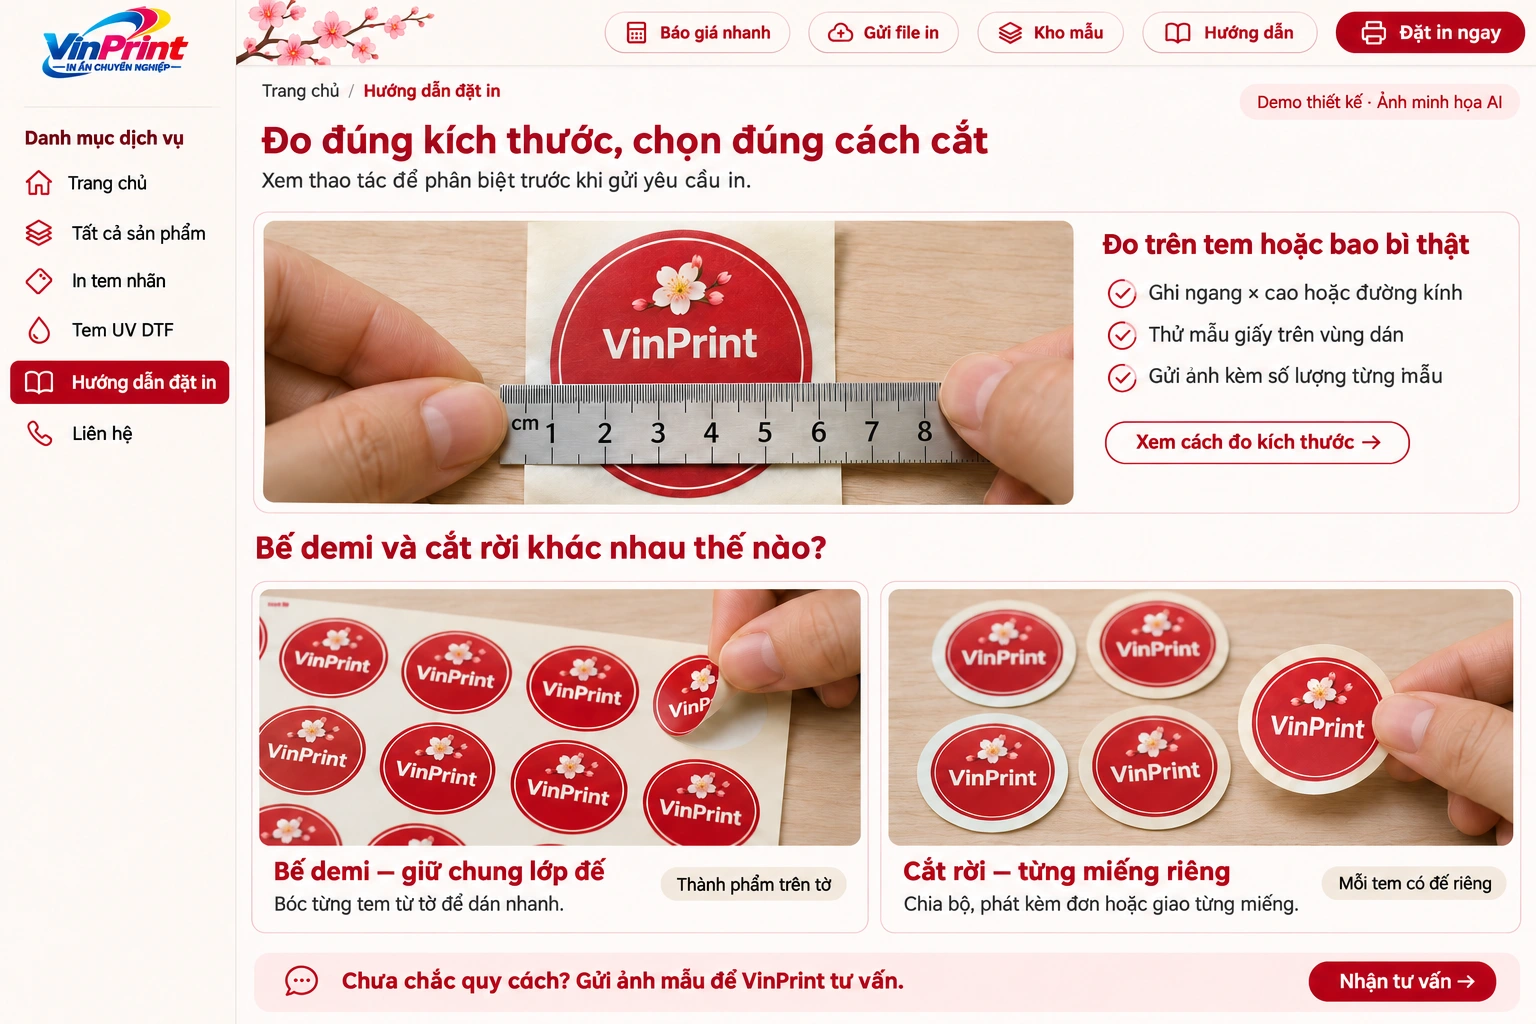 VinPrint
IN ẤN CHUYÊN NGHIỆP
Báo giá nhanh
Gửi file in
Kho mẫu
Hướng dẫn
Đặt in ngay
Danh mục dịch vụ
Trang chủ
Tất cả sản phẩm
In tem nhãn
Tem UV DTF
Hướng dẫn đặt in
Liên hệ
Trang chủ / Hướng dẫn đặt in
Demo thiết kế · Ảnh minh họa AI
Đo đúng kích thước, chọn đúng cách cắt
Xem thao tác để phân biệt trước khi gửi yêu cầu in.
VinPrint
cm 1 2 3 4 5 6 7 8
Đo trên tem hoặc bao bì thật
Ghi ngang × cao hoặc đường kính
Thử mẫu giấy trên vùng dán
Gửi ảnh kèm số lượng từng mẫu
Xem cách đo kích thước →
Bế demi và cắt rời khác nhau thế nào?
VinPrint
VinPrint
VinPrint
VinP
VinPrint
VinPrint
VinPrint
VinPrint
Bế demi — giữ chung lớp đế
Bóc từng tem từ tờ để dán nhanh.
Thành phẩm trên tờ
VinPrint
VinPrint
VinPrint
VinPrint
VinPrint
Cắt rời — từng miếng riêng
Chia bộ, phát kèm đơn hoặc giao từng miếng.
Mỗi tem có đế riêng
Chưa chắc quy cách? Gửi ảnh mẫu để VinPrint tư vấn.
Nhận tư vấn →